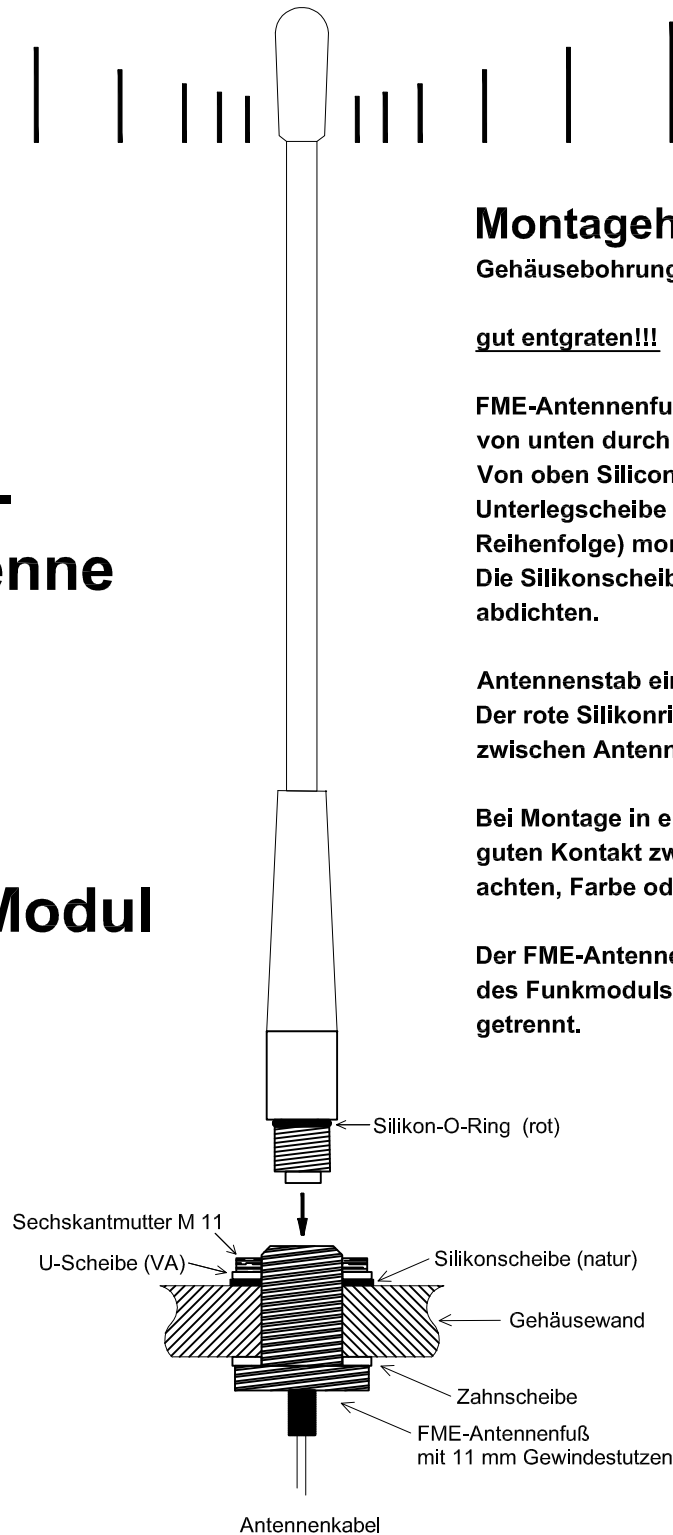 Montageh
Gehäusebohrung
gut entgraten!!!
FME-Antennenfu
von unten durch
Von oben Silicon
Unterlegscheibe
Reihenfolge) mon
Die Silikonscheib
abdichten.
Antennenstab ein
Der rote Silikonri
zwischen Antenn
Bei Montage in e
guten Kontakt zw
achten, Farbe od
Der FME-Antenne
des Funkmoduls
getrennt.
-
enne
Modul
Silikon-O-Ring (rot)
Sechskantmutter M 11
U-Scheibe (VA)
Silikonscheibe (natur)
Gehäusewand
Zahnscheibe
FME-Antennenfuß
mit 11 mm Gewindestutzen
Antennenkabel